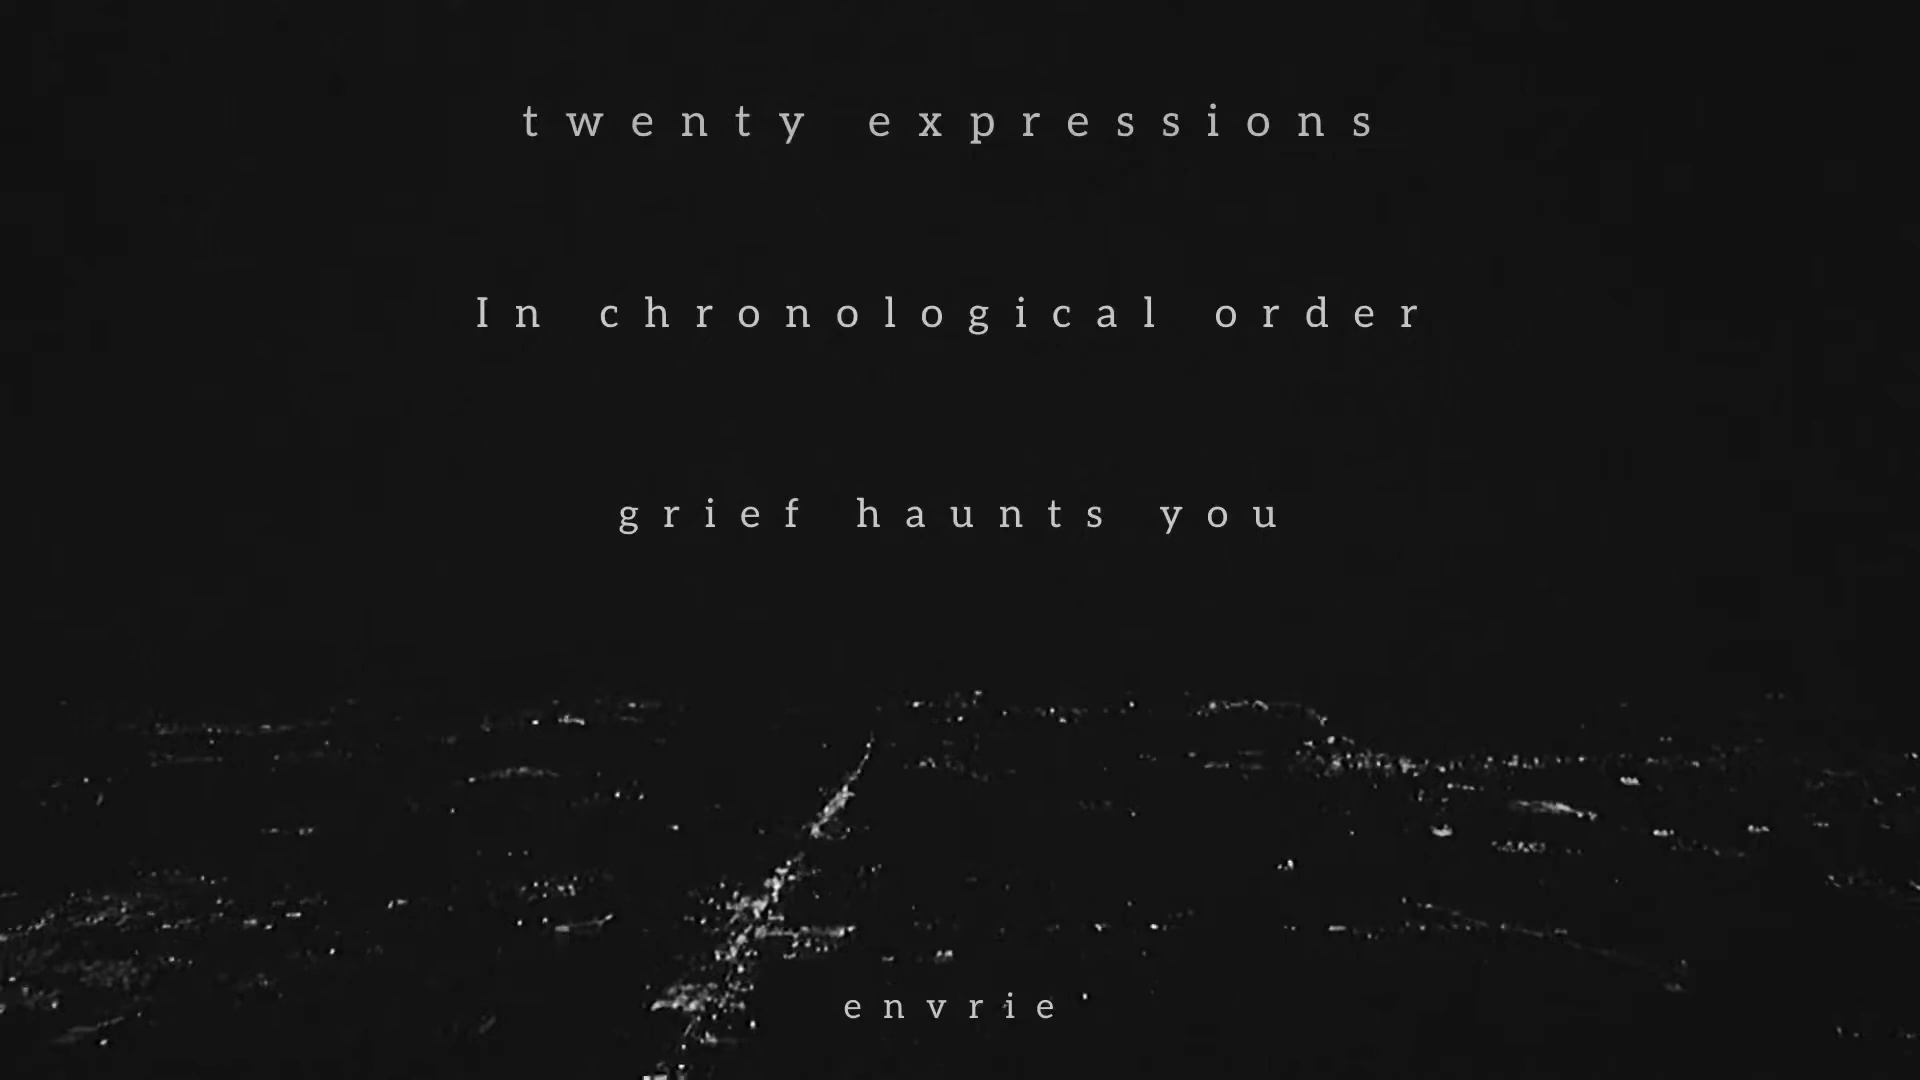 twenty expressions
In chronological order
grief haunts you
envrie